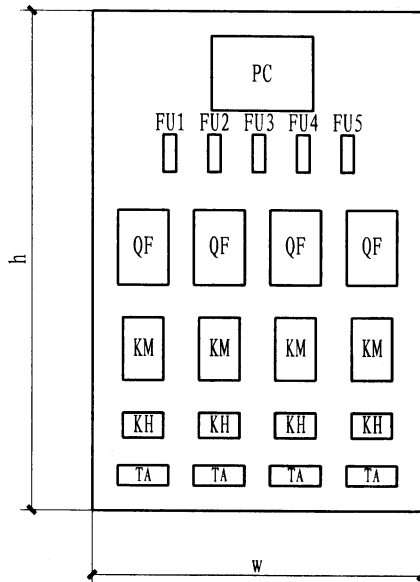 PC
FU1 FU2 FU3 FU4 FU5
QF QF QF QF
h
KM KM KM KM
KH KH KH KH
TA TA TA TA
w